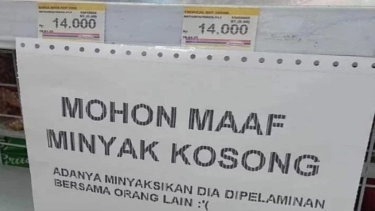 14.000
14.000
MOHON MAAF
MINYAK KOSONG
ADANYA MINYAKSIKAN DIA DIPELAMINAN
BERSAMA ORANG LAIN :'(